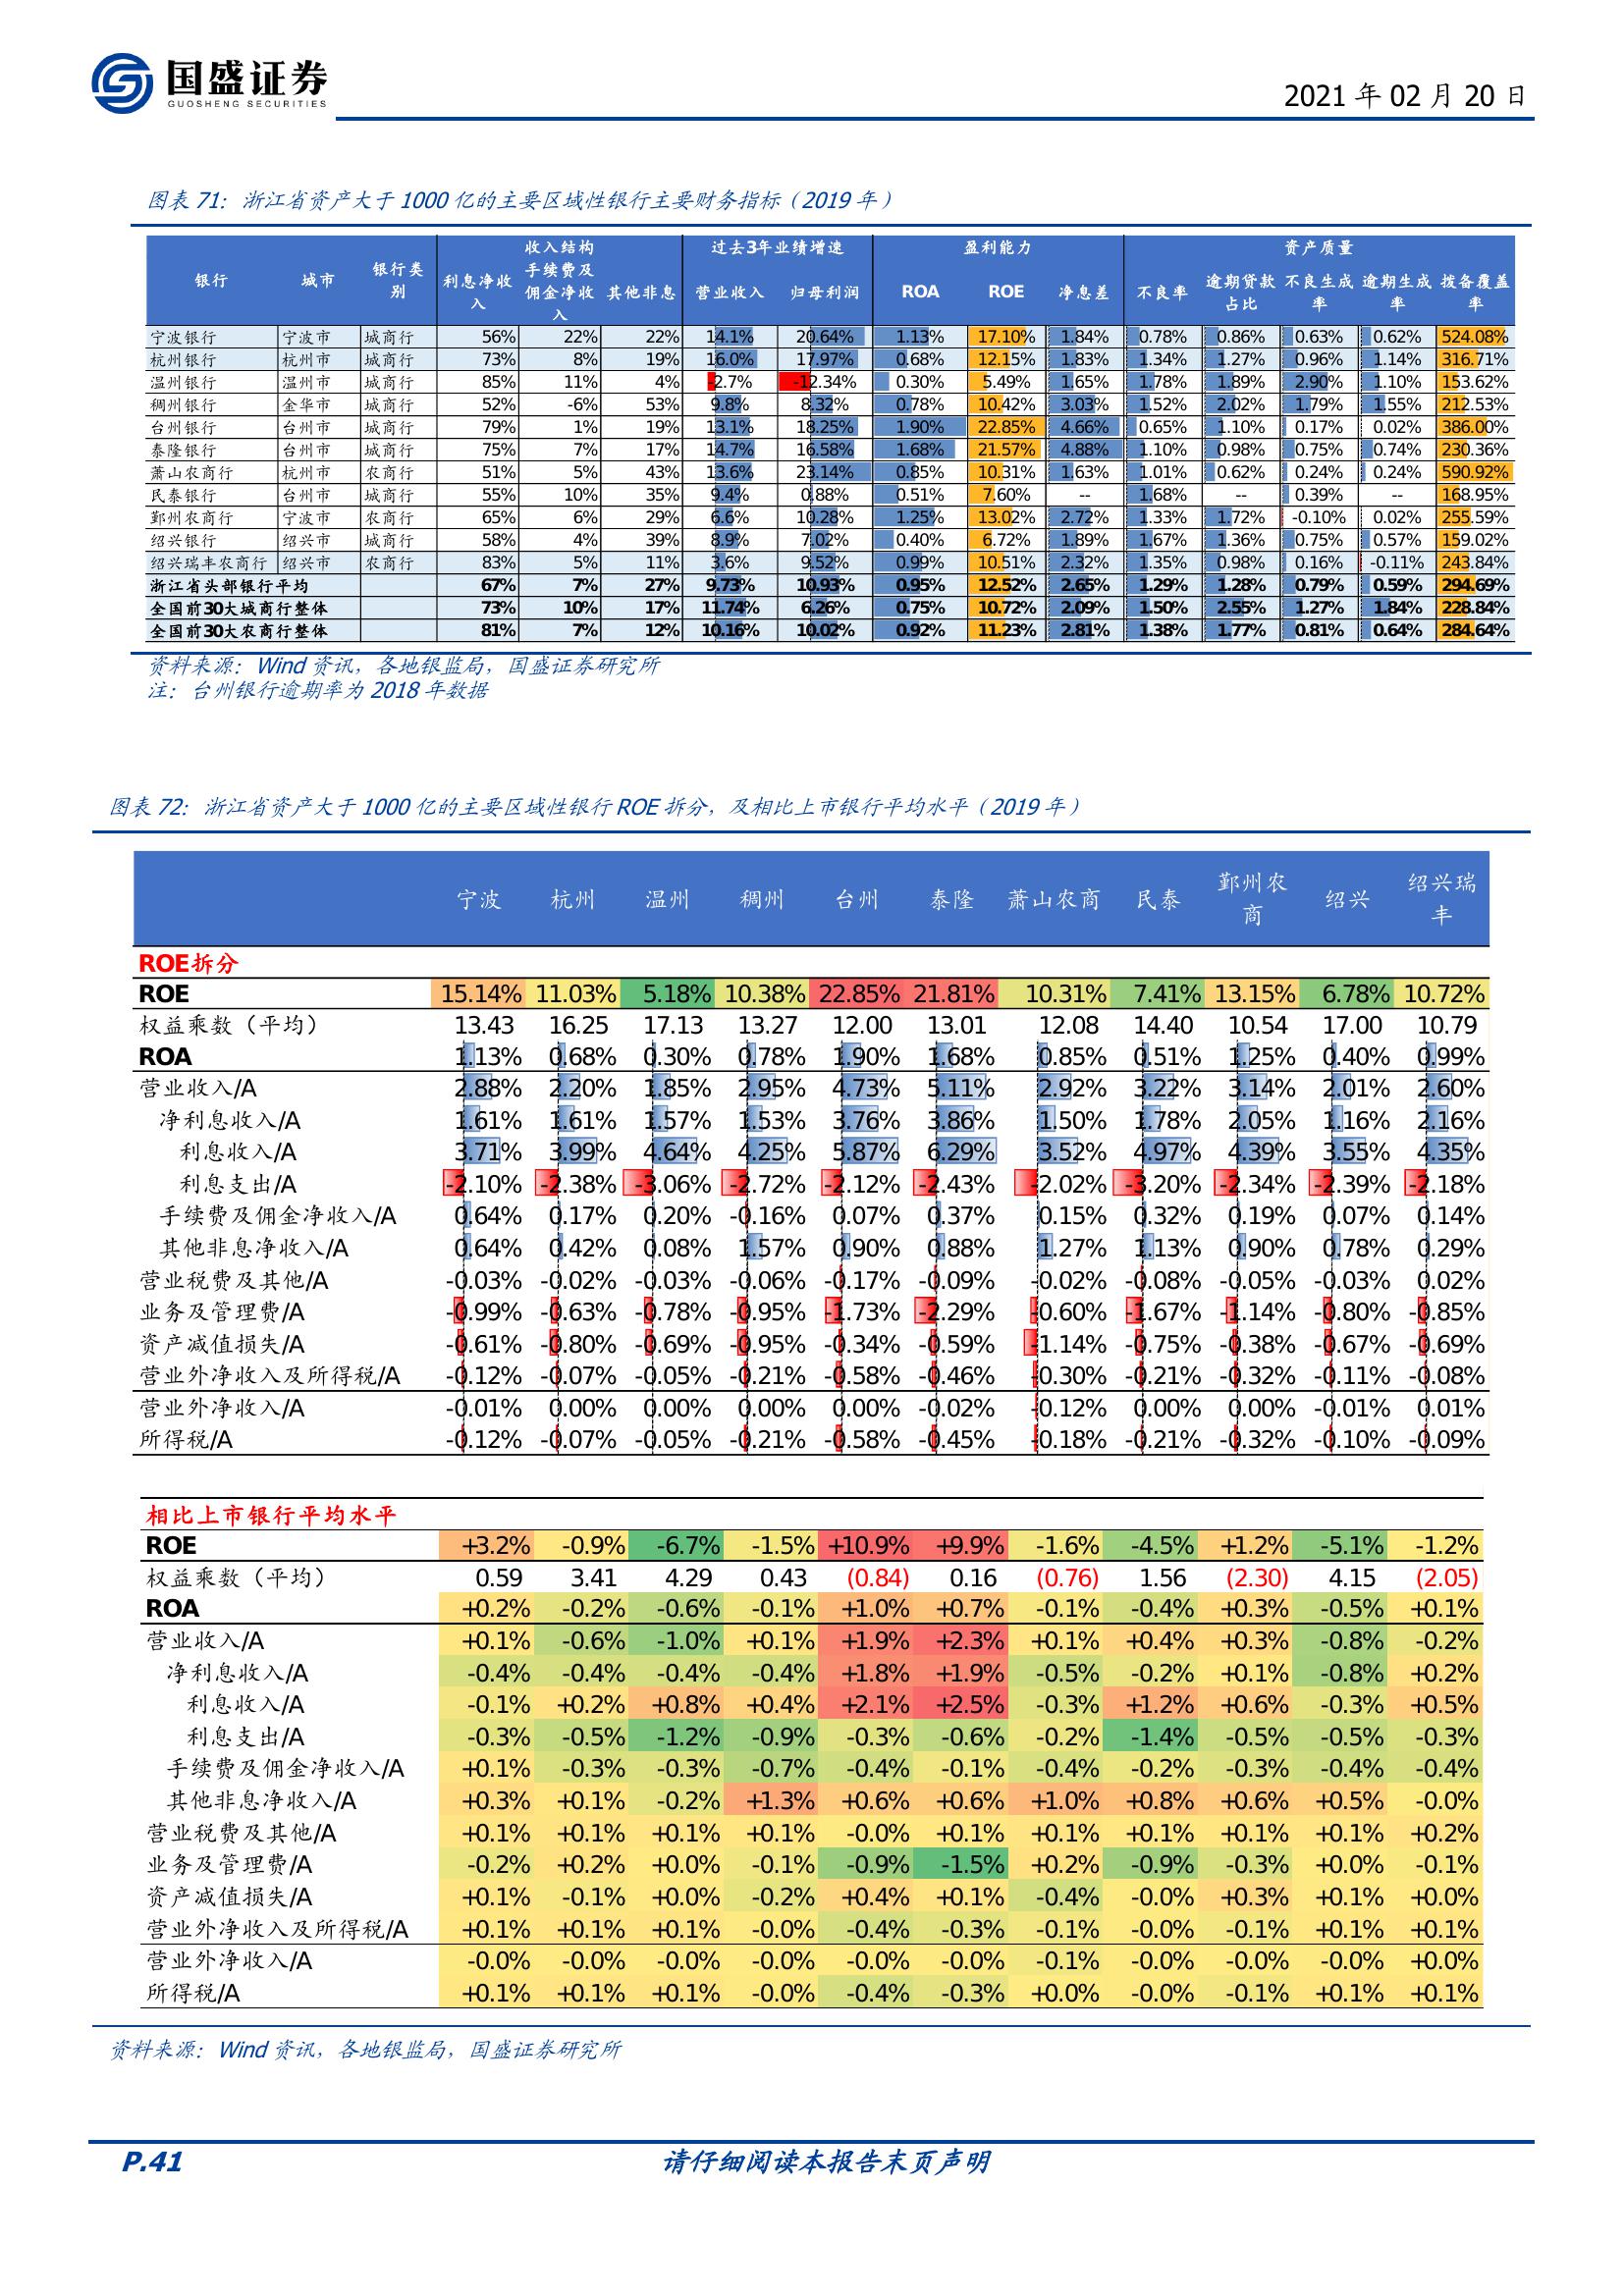 国盛证券
GUOSHENG SECURITIES
2021 年 02 月 20 日
图表 71：浙江省资产大于 1000 亿的主要区域性银行主要财务指标（2019 年）
银行 城市 银行类别 收入结构 过去3年业绩增速 盈利能力 资产质量
利息净收入 手续费及佣金净收入 其他非息 营业收入 归母利润 ROA ROE 净息差 不良率 逾期贷款占比 不良生成率 逾期生成率 拨备覆盖率
宁波银行 宁波市 城商行 56% 22% 22% 14.1% 20.64% 1.13% 17.10% 1.84% 0.78% 0.86% 0.63% 0.62% 524.08%
杭州银行 杭州市 城商行 73% 8% 19% 16.0% 17.97% 0.68% 12.15% 1.83% 1.34% 1.27% 0.96% 1.14% 316.71%
温州银行 温州市 城商行 85% 11% 4% -2.7% -12.34% 0.30% 5.49% 1.65% 1.78% 1.89% 2.90% 1.10% 153.62%
稠州银行 金华市 城商行 52% -6% 53% 9.8% 8.32% 0.78% 10.42% 3.03% 1.52% 2.02% 1.79% 1.55% 212.53%
台州银行 台州市 城商行 79% 1% 19% 13.1% 18.25% 1.90% 22.85% 4.66% 0.65% 1.10% 0.17% 0.02% 386.00%
泰隆银行 台州市 城商行 75% 7% 17% 14.7% 16.58% 1.68% 21.57% 4.88% 1.10% 0.98% 0.75% 0.74% 230.36%
萧山农商行 杭州市 农商行 51% 5% 43% 13.6% 23.14% 0.85% 10.31% 1.63% 1.01% 0.62% 0.24% 0.24% 590.92%
民泰银行 台州市 城商行 55% 10% 35% 9.4% 0.88% 0.51% 7.60% -- 1.68% -- 0.39% -- 168.95%
鄞州农商行 宁波市 农商行 65% 6% 29% 6.6% 10.28% 1.25% 13.02% 2.72% 1.33% 1.72% -0.10% 0.02% 255.59%
绍兴银行 绍兴市 城商行 58% 4% 39% 8.9% 7.02% 0.40% 6.72% 1.89% 1.67% 1.36% 0.75% 0.57% 159.02%
绍兴瑞丰农商行 绍兴市 农商行 83% 5% 11% 3.6% 9.52% 0.99% 10.51% 2.32% 1.35% 0.98% 0.16% -0.11% 243.84%
浙江省头部银行平均 67% 7% 27% 9.73% 10.93% 0.95% 12.52% 2.65% 1.29% 1.28% 0.79% 0.59% 294.69%
全国前30大城商行整体 73% 10% 17% 11.74% 6.26% 0.75% 10.72% 2.09% 1.50% 2.55% 1.27% 1.84% 228.84%
全国前30大农商行整体 81% 7% 12% 10.16% 10.02% 0.92% 11.23% 2.81% 1.38% 1.77% 0.81% 0.64% 284.64%
资料来源：Wind 资讯，各地银监局，国盛证券研究所
注：台州银行逾期率为 2018 年数据
图表 72：浙江省资产大于 1000 亿的主要区域性银行 ROE 拆分，及相比上市银行平均水平（2019 年）
宁波 杭州 温州 稠州 台州 泰隆 萧山农商 民泰 鄞州农商 绍兴 绍兴瑞丰
ROE拆分
ROE 15.14% 11.03% 5.18% 10.38% 22.85% 21.81% 10.31% 7.41% 13.15% 6.78% 10.72%
权益乘数（平均） 13.43 16.25 17.13 13.27 12.00 13.01 12.08 14.40 10.54 17.00 10.79
ROA 1.13% 0.68% 0.30% 0.78% 1.90% 1.68% 0.85% 0.51% 1.25% 0.40% 0.99%
营业收入/A 2.88% 2.20% 1.85% 2.95% 4.73% 5.11% 2.92% 3.22% 3.14% 2.01% 2.60%
净利息收入/A 1.61% 1.61% 1.57% 1.53% 3.76% 3.86% 1.50% 1.78% 2.05% 1.16% 2.16%
利息收入/A 3.71% 3.99% 4.64% 4.25% 5.87% 6.29% 3.52% 4.97% 4.39% 3.55% 4.35%
利息支出/A -2.10% -2.38% -3.06% -2.72% -2.12% -2.43% -2.02% -3.20% -2.34% -2.39% -2.18%
手续费及佣金净收入/A 0.64% 0.17% 0.20% -0.16% 0.07% 0.37% 0.15% 0.32% 0.19% 0.07% 0.14%
其他非息净收入/A 0.64% 0.42% 0.08% 1.57% 0.90% 0.88% 1.27% 1.13% 0.90% 0.78% 0.29%
营业税费及其他/A -0.03% -0.02% -0.03% -0.06% -0.17% -0.09% -0.02% -0.08% -0.05% -0.03% 0.02%
业务及管理费/A -0.99% -0.63% -0.78% -0.95% -1.73% -2.29% -0.60% -1.67% -1.14% -0.80% -0.85%
资产减值损失/A -0.61% -0.80% -0.69% -0.95% -0.34% -0.59% -1.14% -0.75% -0.38% -0.67% -0.69%
营业外净收入及所得税/A -0.12% -0.07% -0.05% -0.21% -0.58% -0.46% -0.30% -0.21% -0.32% -0.11% -0.08%
营业外净收入/A -0.01% 0.00% 0.00% 0.00% 0.00% -0.02% -0.12% 0.00% 0.00% -0.01% 0.01%
所得税/A -0.12% -0.07% -0.05% -0.21% -0.58% -0.45% -0.18% -0.21% -0.32% -0.10% -0.09%
相比上市银行平均水平
ROE +3.2% -0.9% -6.7% -1.5% +10.9% +9.9% -1.6% -4.5% +1.2% -5.1% -1.2%
权益乘数（平均） 0.59 3.41 4.29 0.43 (0.84) 0.16 (0.76) 1.56 (2.30) 4.15 (2.05)
ROA +0.2% -0.2% -0.6% -0.1% +1.0% +0.7% -0.1% -0.4% +0.3% -0.5% +0.1%
营业收入/A +0.1% -0.6% -1.0% +0.1% +1.9% +2.3% +0.1% +0.4% +0.3% -0.8% -0.2%
净利息收入/A -0.4% -0.4% -0.4% -0.4% +1.8% +1.9% -0.5% -0.2% +0.1% -0.8% +0.2%
利息收入/A -0.1% +0.2% +0.8% +0.4% +2.1% +2.5% -0.3% +1.2% +0.6% -0.3% +0.5%
利息支出/A -0.3% -0.5% -1.2% -0.9% -0.3% -0.6% -0.2% -1.4% -0.5% -0.5% -0.3%
手续费及佣金净收入/A +0.1% -0.3% -0.3% -0.7% -0.4% -0.1% -0.4% -0.2% -0.3% -0.4% -0.4%
其他非息净收入/A +0.3% +0.1% -0.2% +1.3% +0.6% +0.6% +1.0% +0.8% +0.6% +0.5% -0.0%
营业税费及其他/A +0.1% +0.1% +0.1% +0.1% -0.0% +0.1% +0.1% +0.1% +0.1% +0.1% +0.2%
业务及管理费/A -0.2% +0.2% +0.0% -0.1% -0.9% -1.5% +0.2% -0.9% -0.3% +0.0% -0.1%
资产减值损失/A +0.1% -0.1% +0.0% -0.2% +0.4% +0.1% -0.4% -0.0% +0.3% +0.1% +0.0%
营业外净收入及所得税/A +0.1% +0.1% +0.1% -0.0% -0.4% -0.3% -0.1% -0.0% -0.1% +0.1% +0.1%
营业外净收入/A -0.0% -0.0% -0.0% -0.0% -0.0% -0.0% -0.1% -0.0% -0.0% -0.0% +0.0%
所得税/A +0.1% +0.1% +0.1% -0.0% -0.4% -0.3% +0.0% -0.0% -0.1% +0.1% +0.1%
资料来源：Wind 资讯，各地银监局，国盛证券研究所
P.41 请仔细阅读本报告末页声明